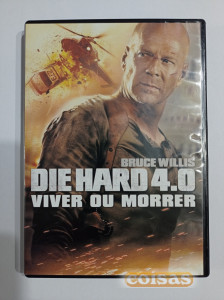 BRUCE WILLIS
DIE HARD 4.0
VIVER OU MORRER
coisas